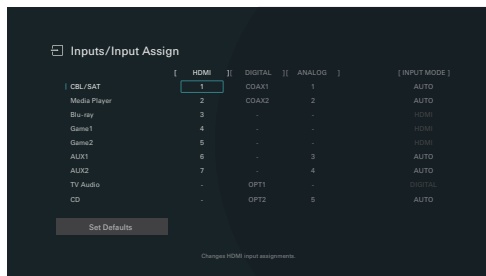 Inputs/Input Assign
[ HDMI ][ DIGITAL ][ ANALOG ] [ INPUT MODE ]
CBL/SAT 1 COAX1 1 AUTO
Media Player 2 COAX2 2 AUTO
Blu-ray 3 - - HDMI
Game1 4 - - HDMI
Game2 5 - - HDMI
AUX1 6 - 3 AUTO
AUX2 7 - 4 AUTO
TV Audio - OPT1 - DIGITAL
CD - OPT2 5 AUTO
Set Defaults
Changes HDMI input assignments.